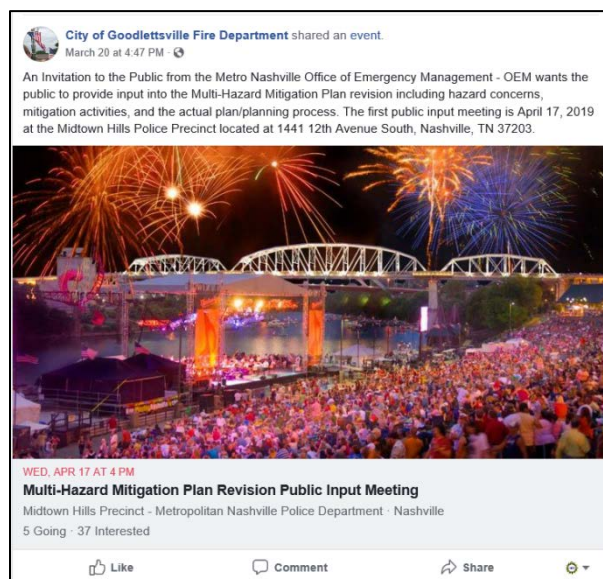 City of Goodlettsville Fire Department shared an event.
March 20 at 4:47 PM ·
An Invitation to the Public from the Metro Nashville Office of Emergency Management - OEM wants the
public to provide input into the Multi-Hazard Mitigation Plan revision including hazard concerns,
mitigation activities, and the actual plan/planning process. The first public input meeting is April 17, 2019
at the Midtown Hills Police Precinct located at 1441 12th Avenue South, Nashville, TN 37203.
WED, APR 17 AT 4 PM
Multi-Hazard Mitigation Plan Revision Public Input Meeting
Midtown Hills Precinct - Metropolitan Nashville Police Department · Nashville
5 Going · 37 Interested
Like Comment Share